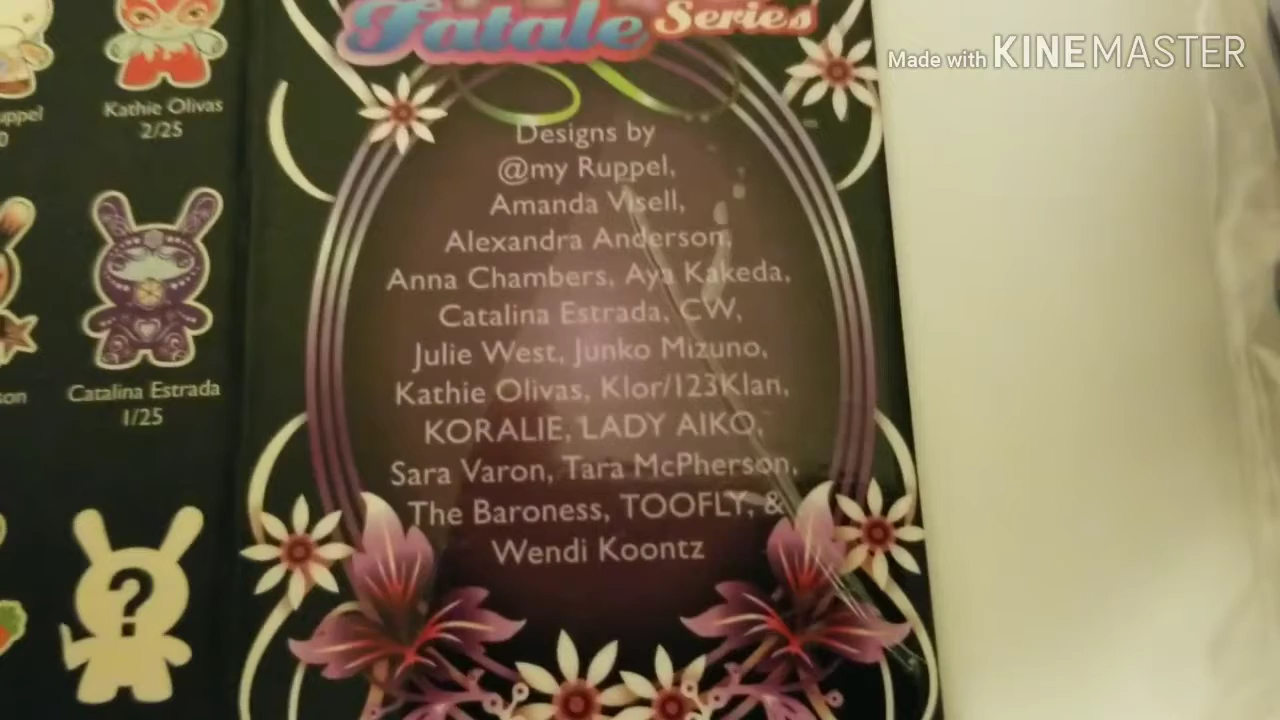 Fatale Series
Made with KINEMASTER
Kathie Olivas
2/25
Designs by
@my Ruppel,
Amanda Visell,
Alexandra Anderson,
Anna Chambers, Aya Kakeda,
Catalina Estrada, CW,
Julie West, Junko Mizuno,
Kathie Olivas, Klor/123Klan,
KORALIE, LADY AIKO,
Sara Varon, Tara McPherson,
The Baroness, TOOFLY, &
Wendi Koontz
Catalina Estrada
1/25
?